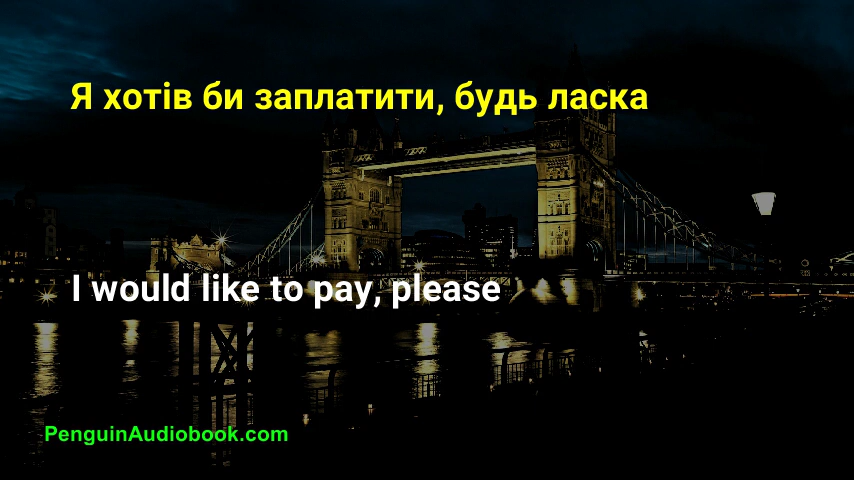 Я хотів би заплатити, будь ласка
I would like to pay, please
PenguinAudiobook.com